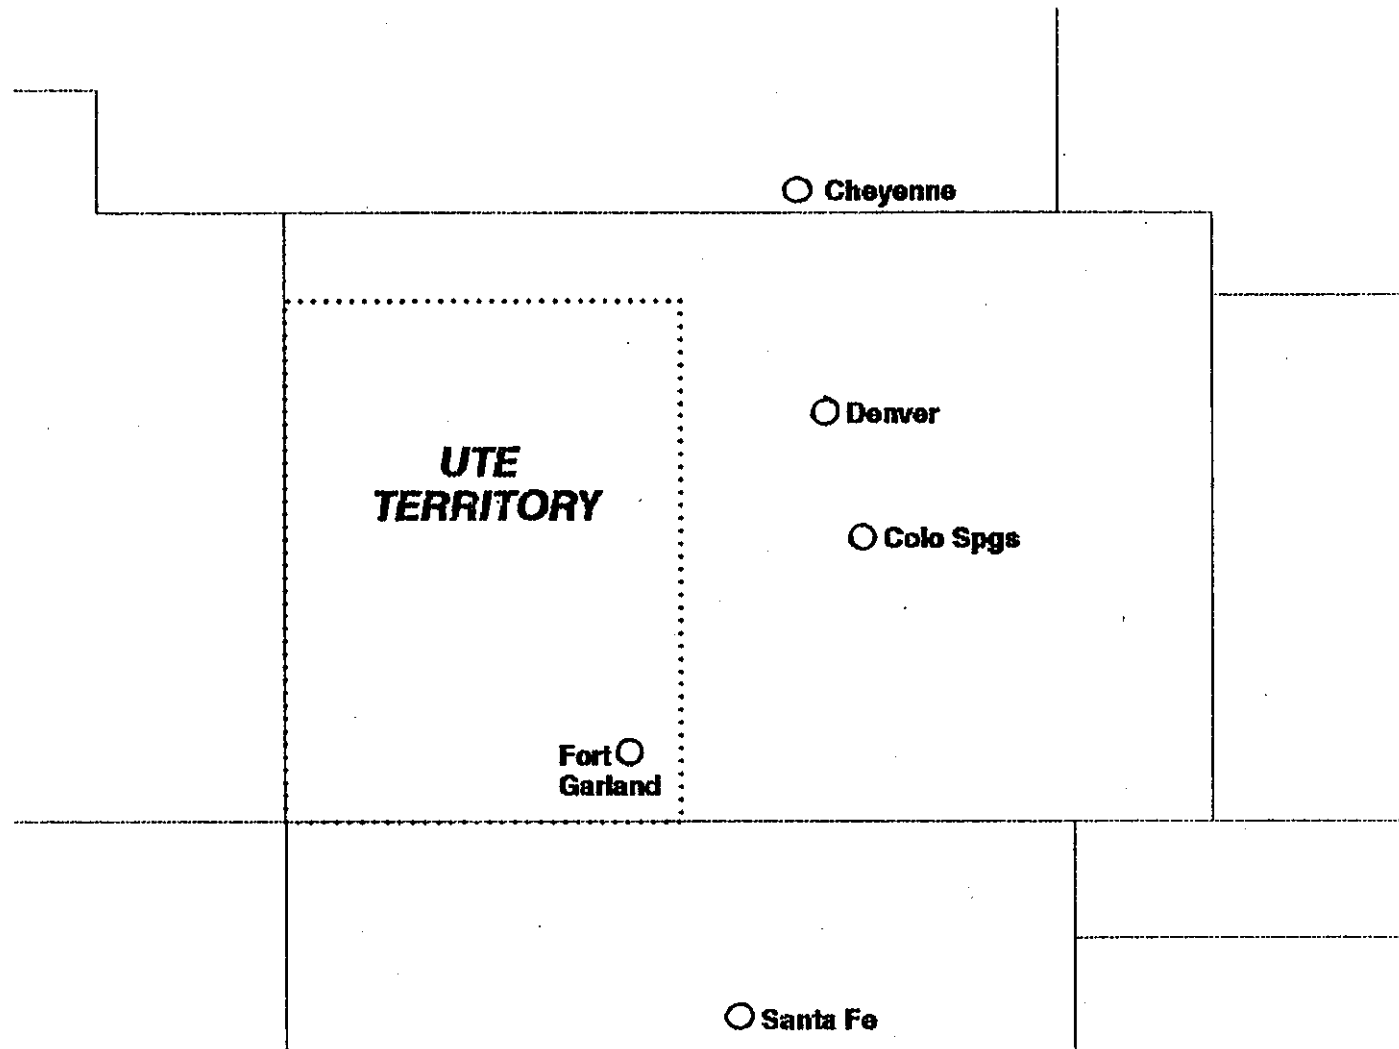 Cheyenne
Denver
UTE
TERRITORY
Colo Spgs
Fort
Garland
Santa Fe